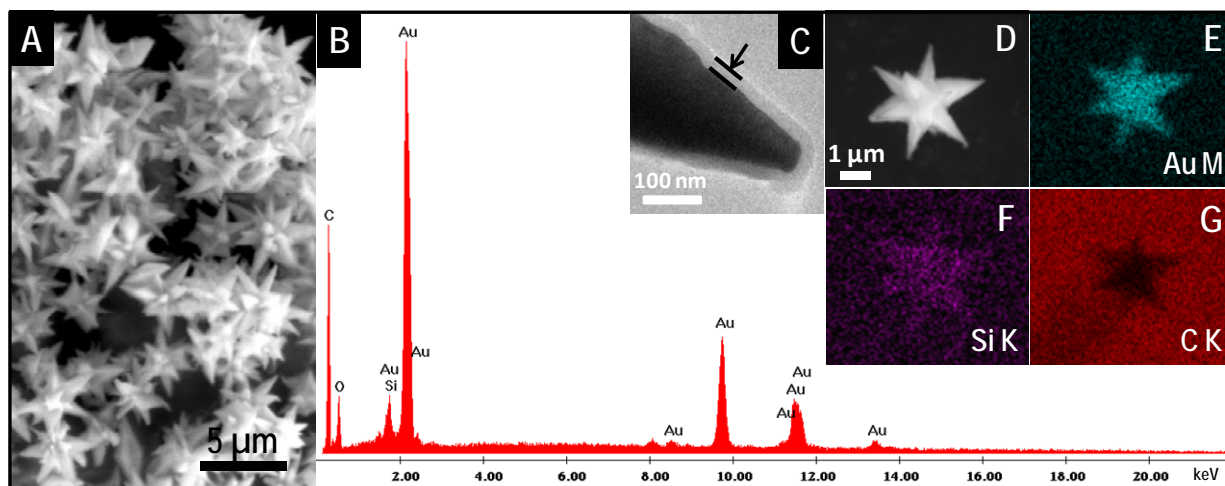 A
5 µm
B
Au
C
O
Au
Si
Au
Au
Au
Au
Au
Au
Au
2.00
4.00
6.00
8.00
10.00
12.00
14.00
16.00
18.00
20.00
keV
C
100 nm
D
1 µm
E
Au M
F
Si K
G
C K